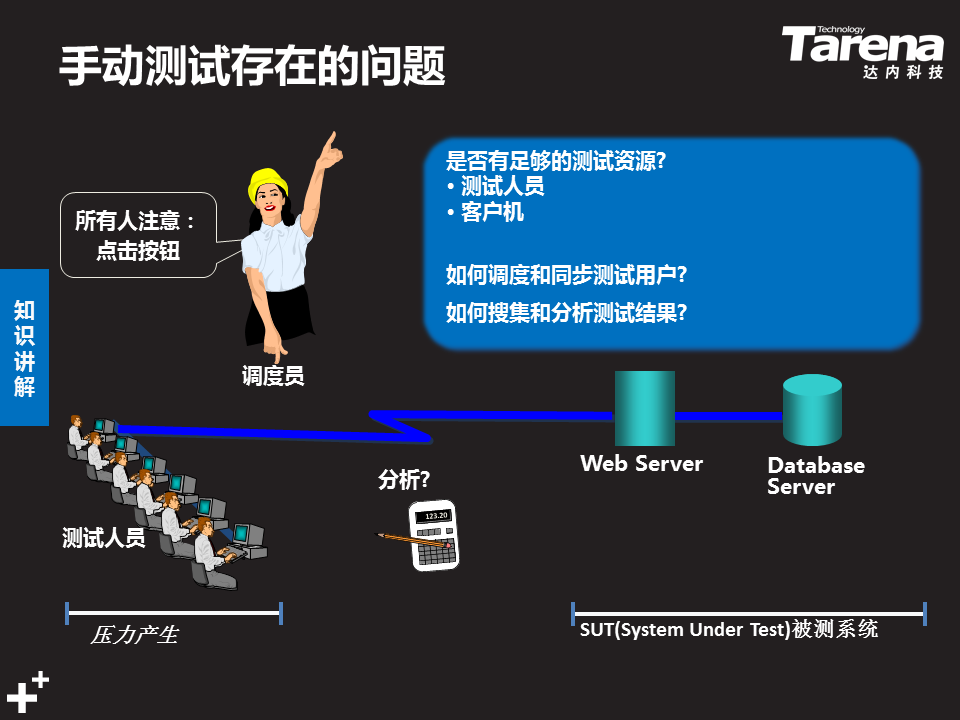 手动测试存在的问题
Technology
Tarena
达内科技
所有人注意：
点击按钮
是否有足够的测试资源?
• 测试人员
• 客户机
如何调度和同步测试用户?
如何搜集和分析测试结果?
知识讲解
调度员
Web Server
Database
Server
分析?
123.20
测试人员
压力产生
SUT(System Under Test)被测系统